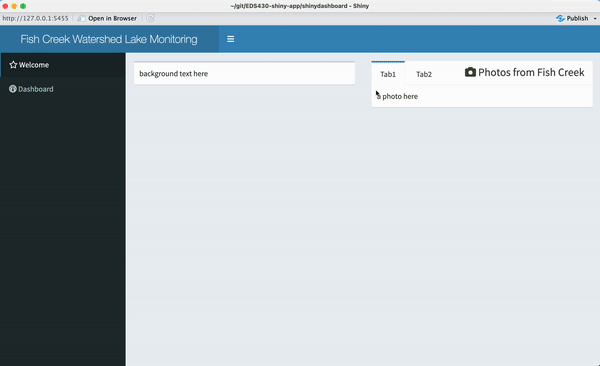 ~/git/EDS430-shiny-app/shinydashboard - Shiny
http://127.0.0.1:5455 Open in Browser Publish
Fish Creek Watershed Lake Monitoring
Welcome
Dashboard
background text here
Tab1 Tab2 Photos from Fish Creek
a photo here